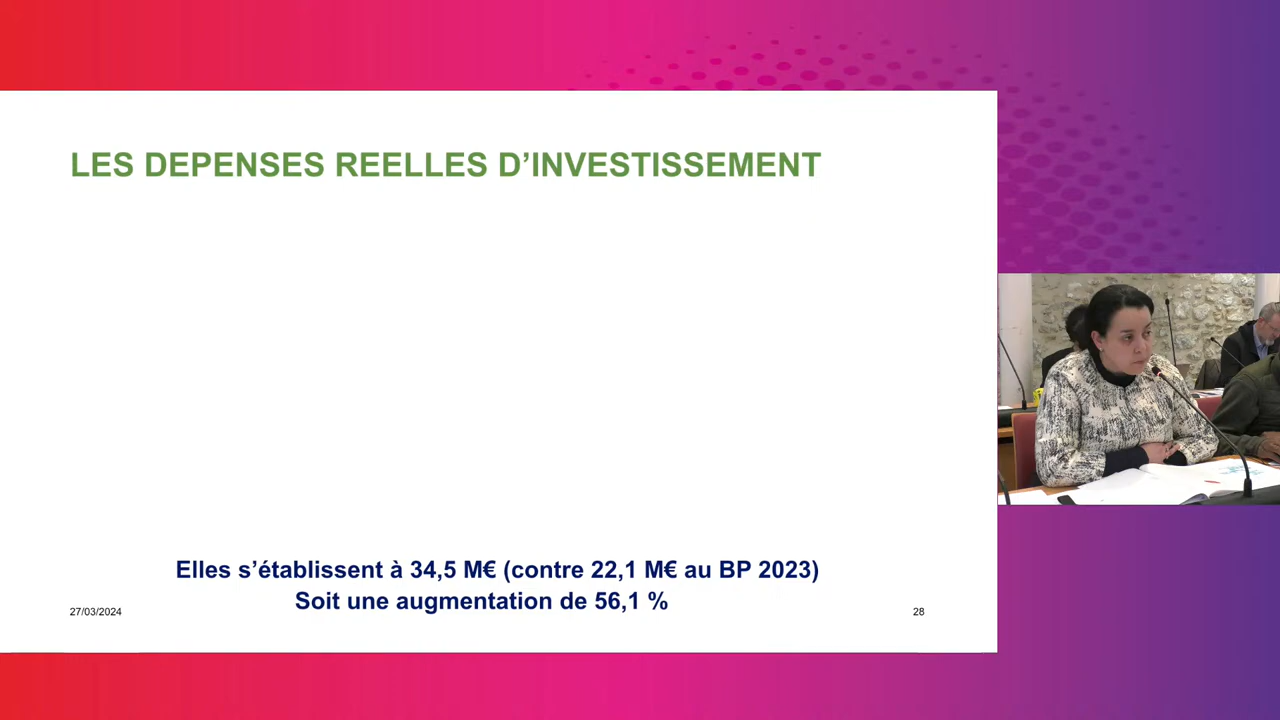 LES DEPENSES REELLES D’INVESTISSEMENT
Elles s’établissent à 34,5 M€ (contre 22,1 M€ au BP 2023)
Soit une augmentation de 56,1 %
27/03/2024
28